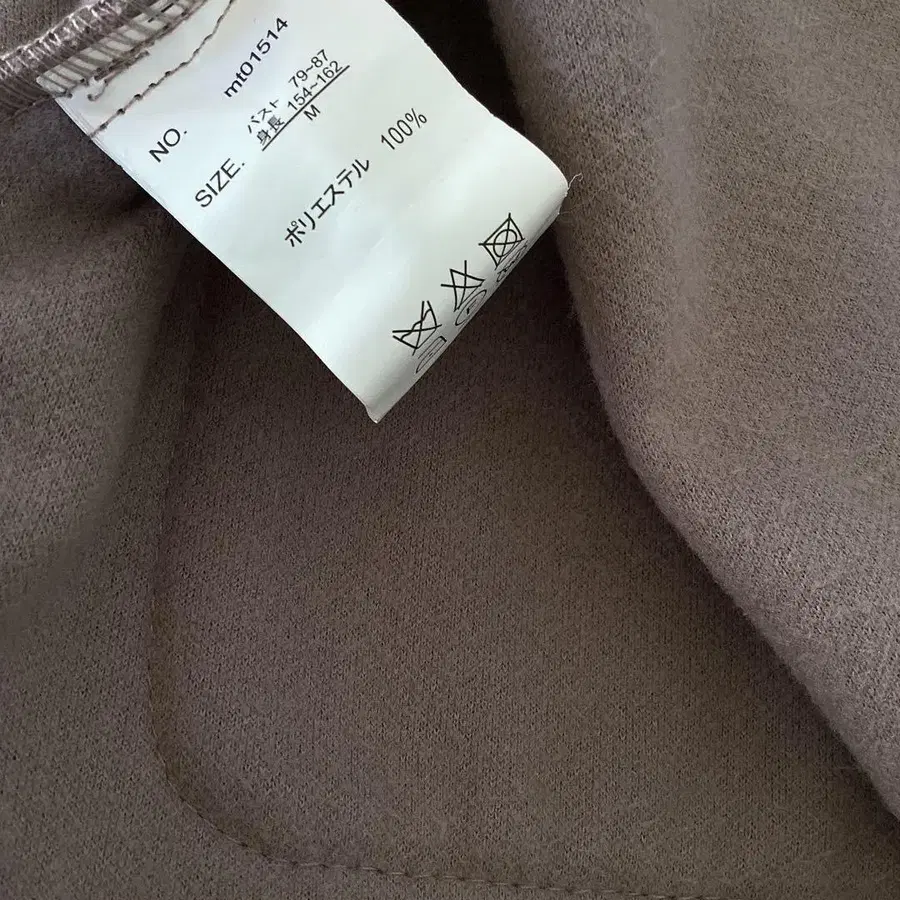 NO. mt01514
SIZE. バスト 79~87
身長 154~162
M
ポリエステル 100%